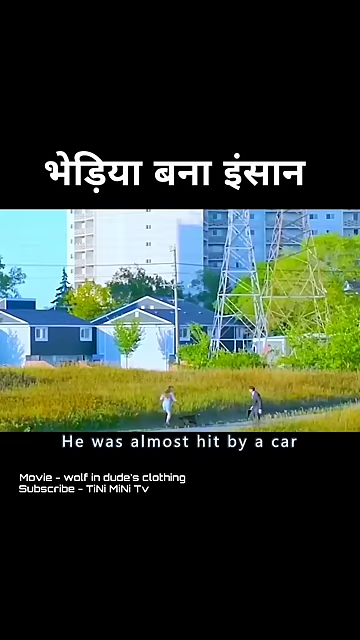 भेड़िया बना इंसान
He was almost hit by a car
Movie - wolf in dude's clothing
Subscribe - TiNi MiNi Tv